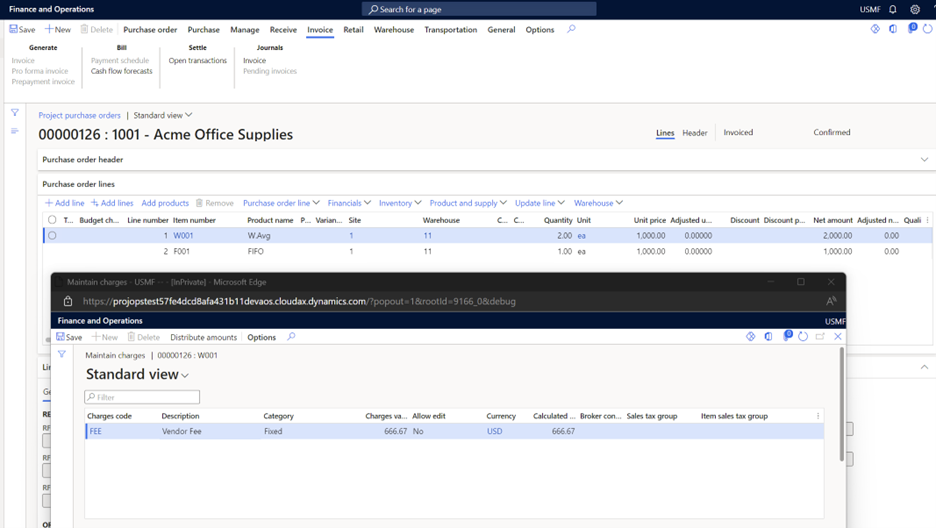 Finance and Operations
Search for a page
USMF
Save New Delete Purchase order Purchase Manage Receive Invoice Retail Warehouse Transportation General Options
0
Generate Bill Settle Journals
Invoice Payment schedule Open transactions Invoice
Pro forma invoice Cash flow forecasts Pending invoices
Prepayment invoice
Project purchase orders | Standard view
00000126 : 1001 - Acme Office Supplies
Lines Header Invoiced Confirmed
Purchase order header
Purchase order lines
Add line Add lines Add products Remove Purchase order line Financials Inventory Product and supply Update line Warehouse
T... Budget ch... Line number Item number Product name P... Varian... Site Warehouse C... C... Quantity Unit Unit price Adjusted u... Discount Discount p... Net amount Adjusted n... Quali
1 W001 W.Avg 1 11 2.00 ea 1,000.00 0.00000 2,000.00 0.00
2 F001 FIFO 1 11 1.00 ea 1,000.00 0.00000 1,000.00 0.00
Maintain charges - USMF -- - [InPrivate] - Microsoft Edge
https://projopstest57fe4dcd8afa431b11devaos.cloudax.dynamics.com/?popout=1&rootId=9166_0&debug
A
Finance and Operations
USMF
Save New Delete Distribute amounts Options
0
Maintain charges | 00000126 : W001
Standard view
Filter
Charges code Description Category Charges va... Allow edit Currency Calculated ... Broker con... Sales tax group Item sales tax group
FEE Vendor Fee Fixed 666.67 No USD 666.67